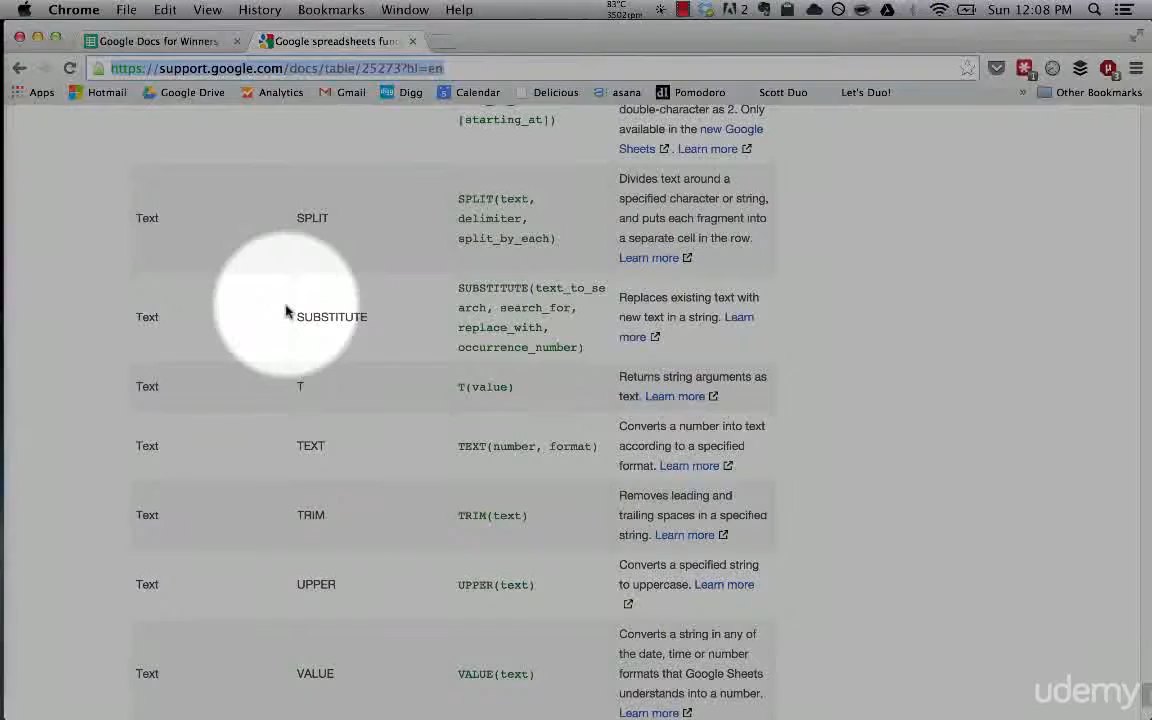 Chrome File Edit View History Bookmarks Window Help 83°C 3502rpm 2 Sun 12:08 PM
Google Docs for Winners × Google spreadsheets fun ×
https://support.google.com/docs/table/25273?hl=en
Apps Hotmail Google Drive Analytics Gmail Digg Calendar Delicious asana Pomodoro Scott Duo Let's Duo! » Other Bookmarks
[starting_at])
double-character as 2. Only
available in the new Google
Sheets . Learn more
Text SPLIT
SPLIT(text,
delimiter,
split_by_each)
Divides text around a
specified character or string,
and puts each fragment into
a separate cell in the row.
Learn more
Text SUBSTITUTE
SUBSTITUTE(text_to_se
arch, search_for,
replace_with,
occurrence_number)
Replaces existing text with
new text in a string. Learn
more
Text T T(value)
Returns string arguments as
text. Learn more
Text TEXT TEXT(number, format)
Converts a number into text
according to a specified
format. Learn more
Text TRIM TRIM(text)
Removes leading and
trailing spaces in a specified
string. Learn more
Text UPPER UPPER(text)
Converts a specified string
to uppercase. Learn more
Text VALUE VALUE(text)
Converts a string in any of
the date, time or number
formats that Google Sheets
understands into a number.
Learn more
udemy